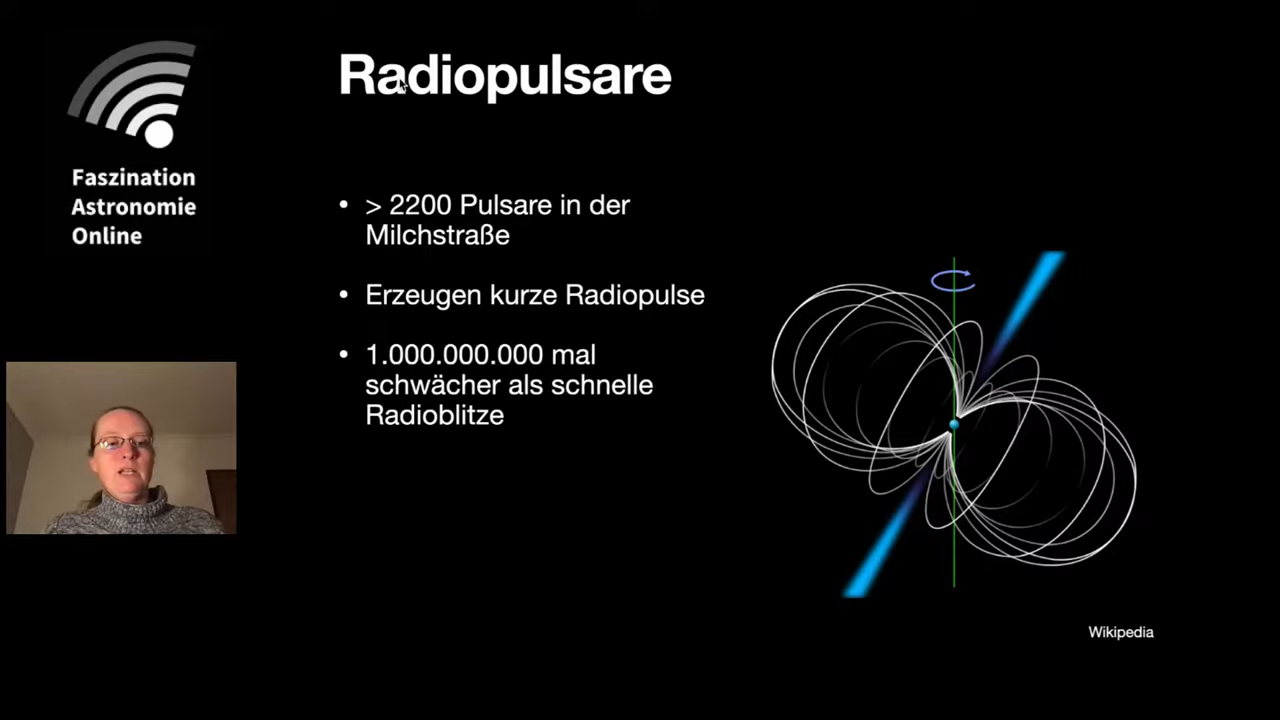 Faszination
Astronomie
Online
Radiopulsare
• > 2200 Pulsare in der
Milchstraße
• Erzeugen kurze Radiopulse
• 1.000.000.000 mal
schwächer als schnelle
Radioblitze
Wikipedia